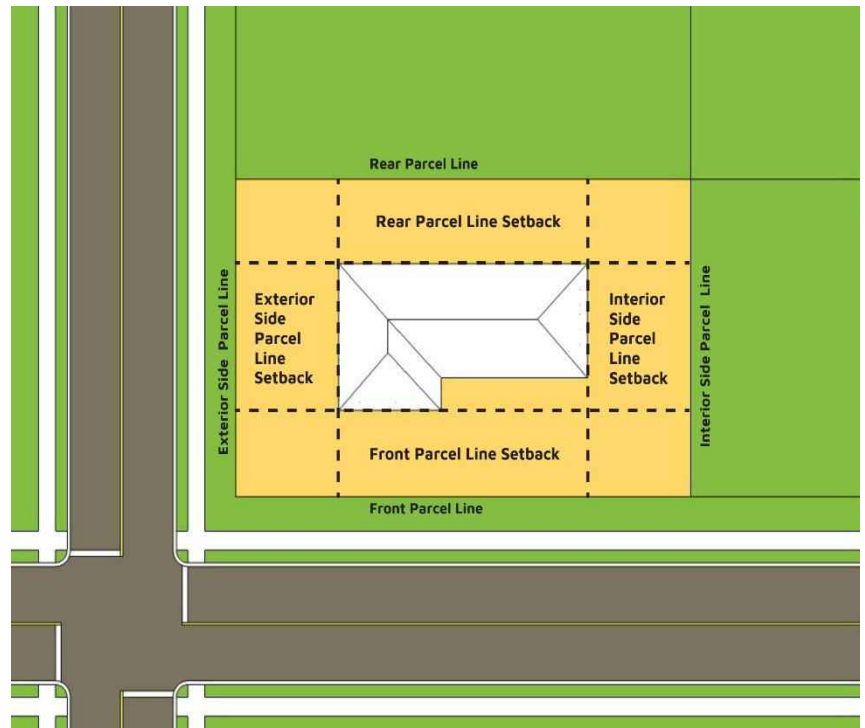 Rear Parcel Line
Rear Parcel Line Setback
Exterior Side Parcel Line
Exterior
Side
Parcel
Line
Setback
Interior
Side
Parcel
Line
Setback
Interior Side Parcel Line
Front Parcel Line Setback
Front Parcel Line